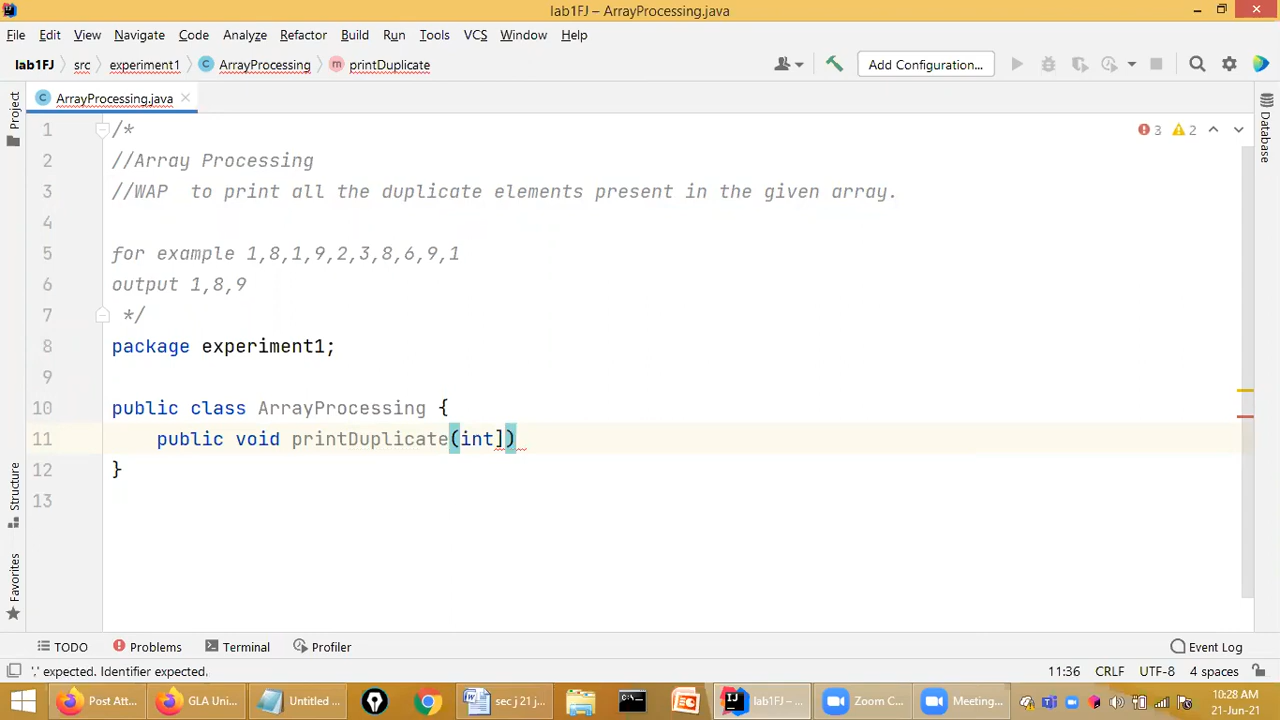 lab1FJ – ArrayProcessing.java
File Edit View Navigate Code Analyze Refactor Build Run Tools VCS Window Help
lab1FJ src experiment1 C ArrayProcessing m printDuplicate Add Configuration...
Project
C ArrayProcessing.java
Database
3 2
1 /*
2 //Array Processing
3 //WAP  to print all the duplicate elements present in the given array.
4
5 for example 1,8,1,9,2,3,8,6,9,1
6 output 1,8,9
7  */
8 package experiment1;
9
10 public class ArrayProcessing {
11     public void printDuplicate(int])
12 }
13
Structure
Favorites
TODO Problems Terminal Profiler Event Log
',' expected. Identifier expected. 11:36 CRLF UTF-8 4 spaces
Post Att... GLA Uni... Untitled ... sec j 21 j... lab1FJ – ... Zoom C... Meeting... 10:28 AM
21-Jun-21